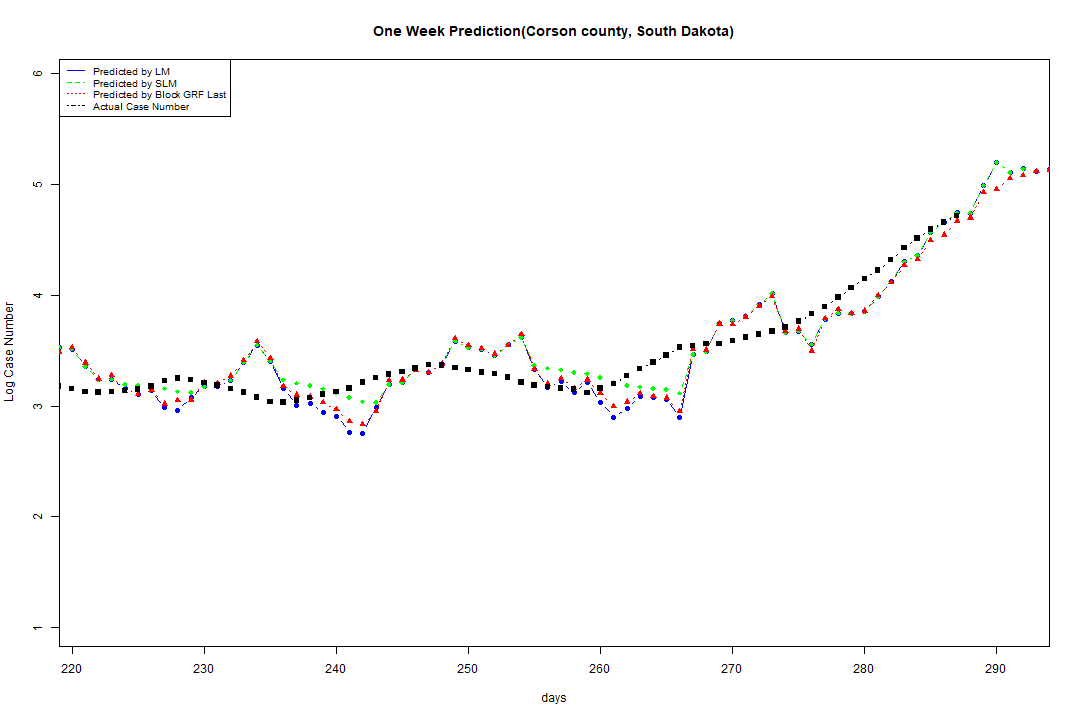 One Week Prediction(Corson county, South Dakota)
Predicted by LM
Predicted by SLM
Predicted by Block GRF Last
Actual Case Number
6
5
4
3
2
1
Log Case Number
220 230 240 250 260 270 280 290
days